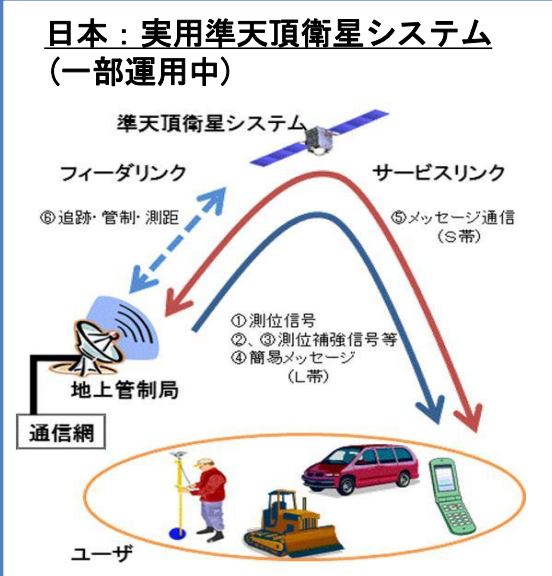 日本：実用準天頂衛星システム
(一部運用中)
準天頂衛星システム
フィーダリンク
サービスリンク
⑥追跡・管制・測距
⑤メッセージ通信
(S帯)
①測位信号
②、③測位補強信号等
④簡易メッセージ
(L帯)
地上管制局
通信網
ユーザ